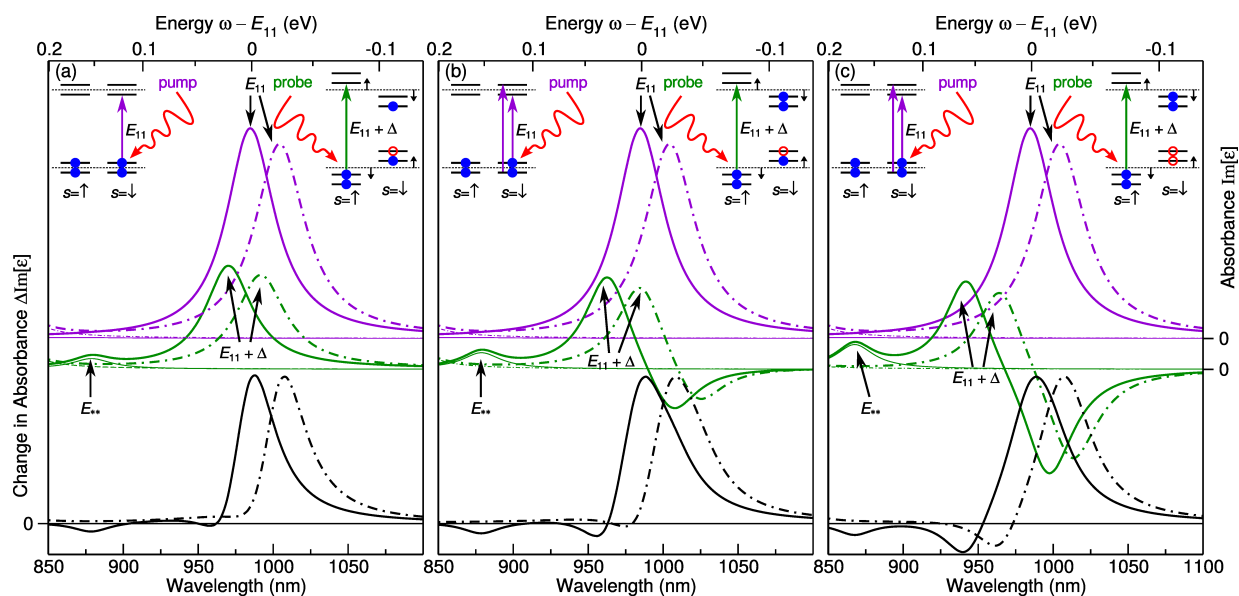 Energy ω – E₁₁ (eV)
Energy ω – E₁₁ (eV)
Energy ω – E₁₁ (eV)
0.2 0.1 0 -0.1
0.2 0.1 0 -0.1
0.2 0.1 0 -0.1
(a) pump E₁₁ probe
E₁₁ E₁₁ + Δ
s=↑ s=↓ s=↑ s=↓
E₁₁ + Δ
E**
(b) pump E₁₁ probe
E₁₁ E₁₁ + Δ
s=↑ s=↓ s=↑ s=↓
E₁₁ + Δ
E**
(c) pump E₁₁ probe
E₁₁ E₁₁ + Δ
s=↑ s=↓ s=↑ s=↓
E₁₁ + Δ
E**
Change in Absorbance ΔIm[ε]
0
Absorbance Im[ε]
0
0
850 900 950 1000 1050
850 900 950 1000 1050
850 900 950 1000 1050 1100
Wavelength (nm)
Wavelength (nm)
Wavelength (nm)